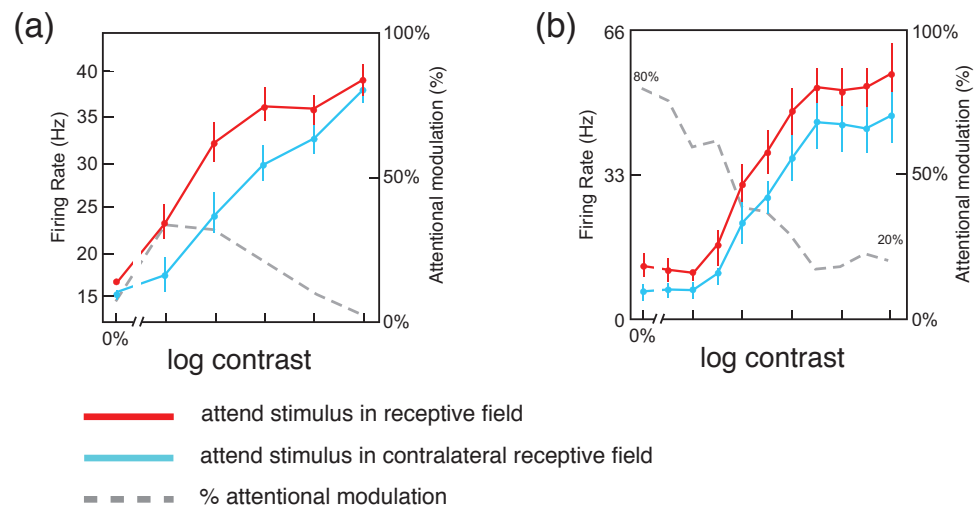 (a)
40
35
30
25
20
15
Firing Rate (Hz)
100%
50%
0%
Attentional modulation (%)
0%
log contrast
(b)
66
33
0
Firing Rate (Hz)
80%
20%
100%
50%
0%
Attentional modulation (%)
0%
log contrast
attend stimulus in receptive field
attend stimulus in contralateral receptive field
% attentional modulation